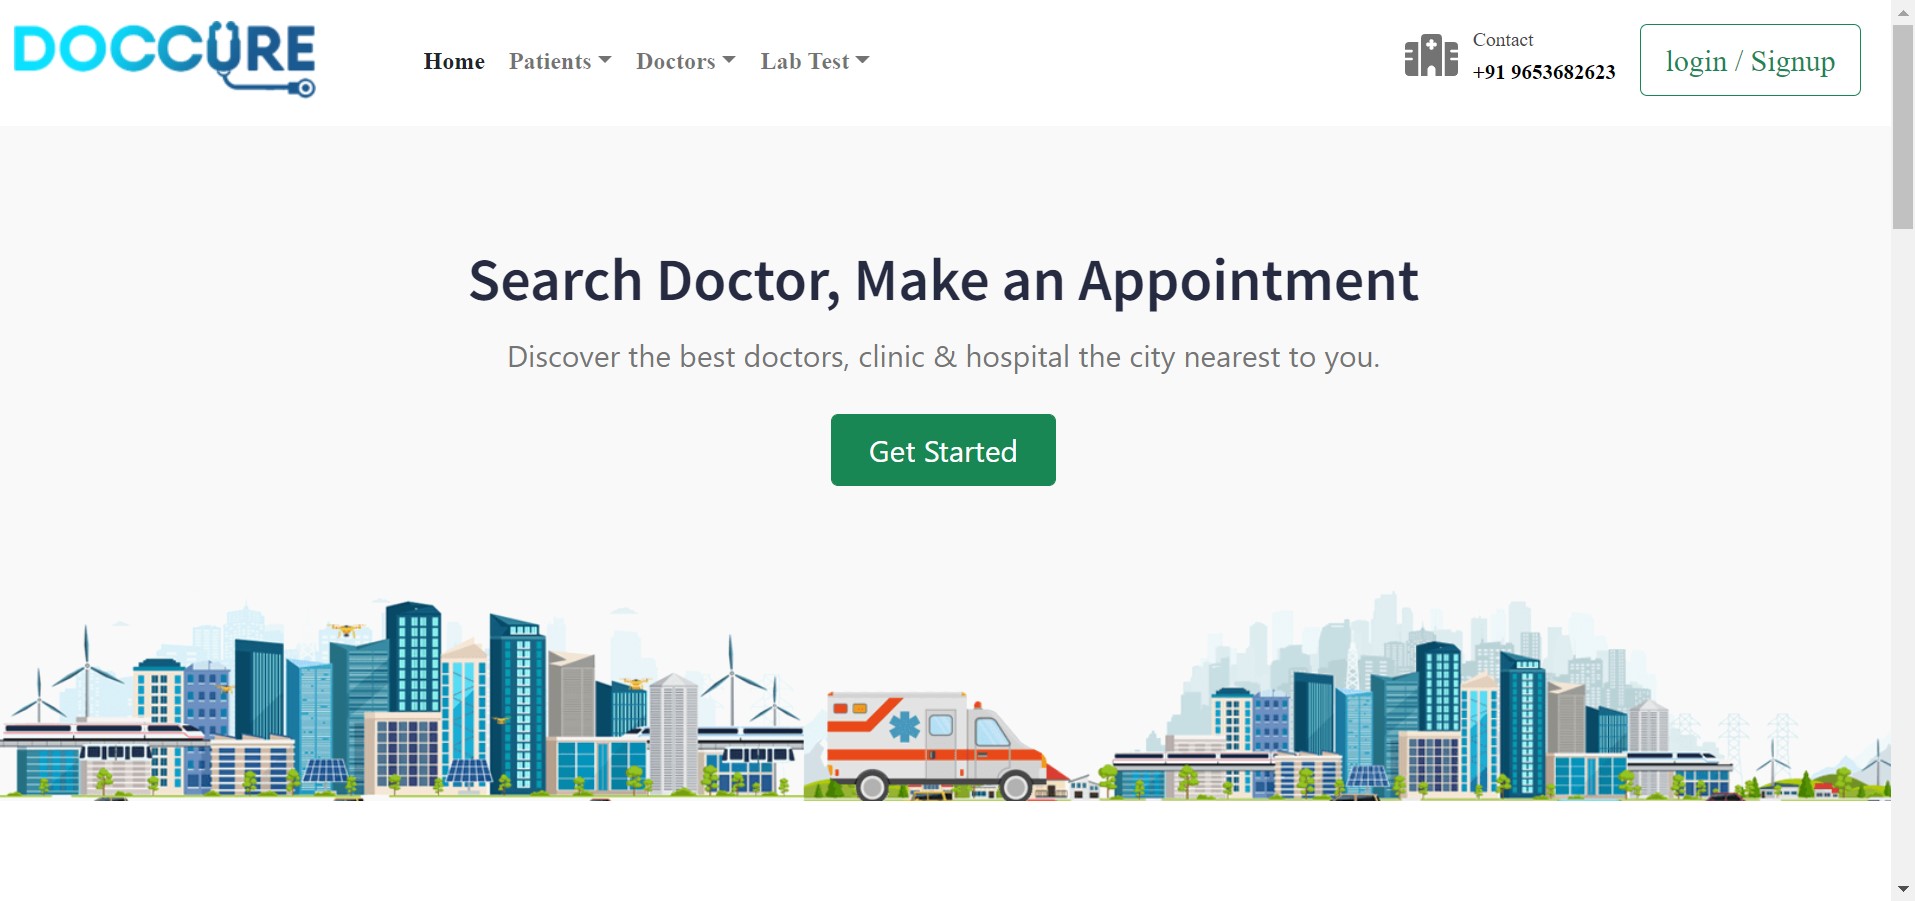 DOCCURE
Home Patients Doctors Lab Test
Contact
+91 9653682623
login / Signup
Search Doctor, Make an Appointment
Discover the best doctors, clinic & hospital the city nearest to you.
Get Started